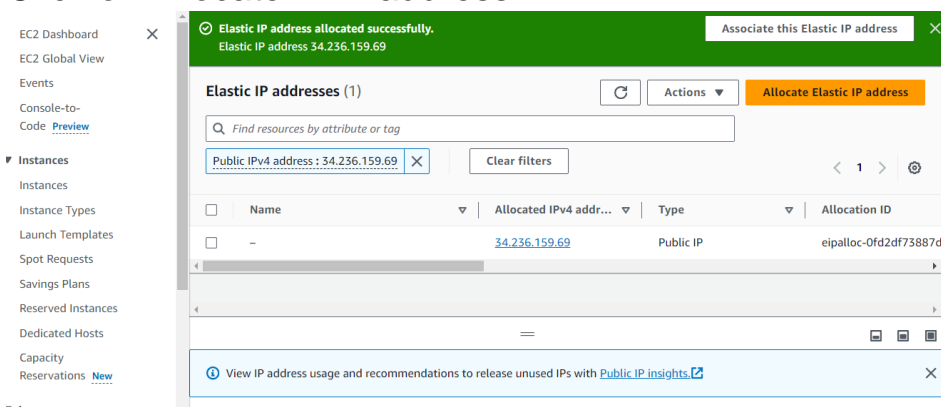 EC2 Dashboard
EC2 Global View
Events
Console-to-
Code Preview
Instances
Instances
Instance Types
Launch Templates
Spot Requests
Savings Plans
Reserved Instances
Dedicated Hosts
Capacity
Reservations New
Elastic IP address allocated successfully.
Elastic IP address 34.236.159.69
Associate this Elastic IP address
Elastic IP addresses (1)
Actions
Allocate Elastic IP address
Find resources by attribute or tag
Public IPv4 address : 34.236.159.69
Clear filters
1
Name Allocated IPv4 addr... Type Allocation ID
– 34.236.159.69 Public IP eipalloc-0fd2df73887d
View IP address usage and recommendations to release unused IPs with Public IP insights.